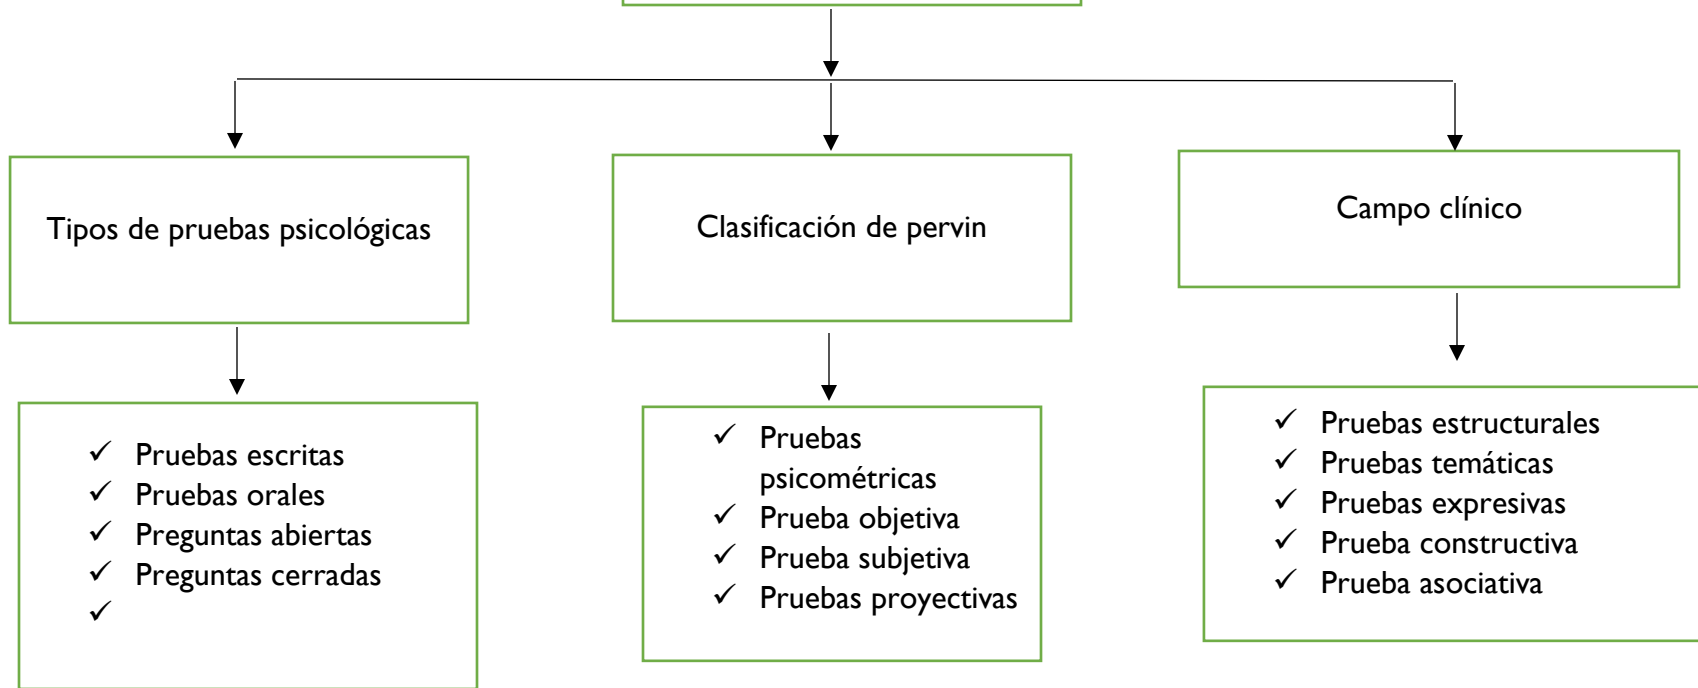 Tipos de pruebas psicológicas
Clasificación de pervin
Campo clínico
✓ Pruebas escritas
✓ Pruebas orales
✓ Preguntas abiertas
✓ Preguntas cerradas
✓
✓ Pruebas
psicométricas
✓ Prueba objetiva
✓ Prueba subjetiva
✓ Pruebas proyectivas
✓ Pruebas estructurales
✓ Pruebas temáticas
✓ Pruebas expresivas
✓ Prueba constructiva
✓ Prueba asociativa